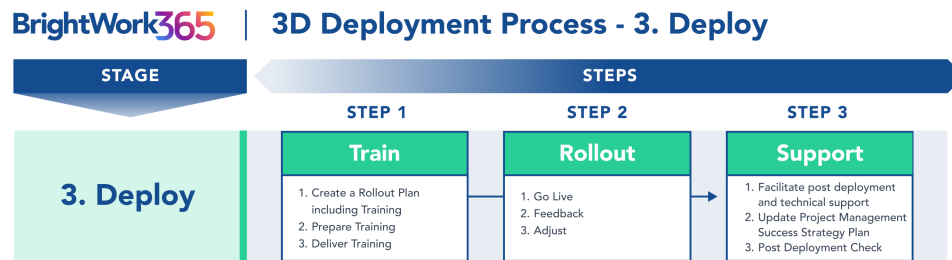 BrightWork365 | 3D Deployment Process - 3. Deploy
STAGE
STEPS
STEP 1
STEP 2
STEP 3
3. Deploy
Train
1. Create a Rollout Plan
including Training
2. Prepare Training
3. Deliver Training
Rollout
1. Go Live
2. Feedback
3. Adjust
Support
1. Facilitate post deployment
and technical support
2. Update Project Management
Success Strategy Plan
3. Post Deployment Check